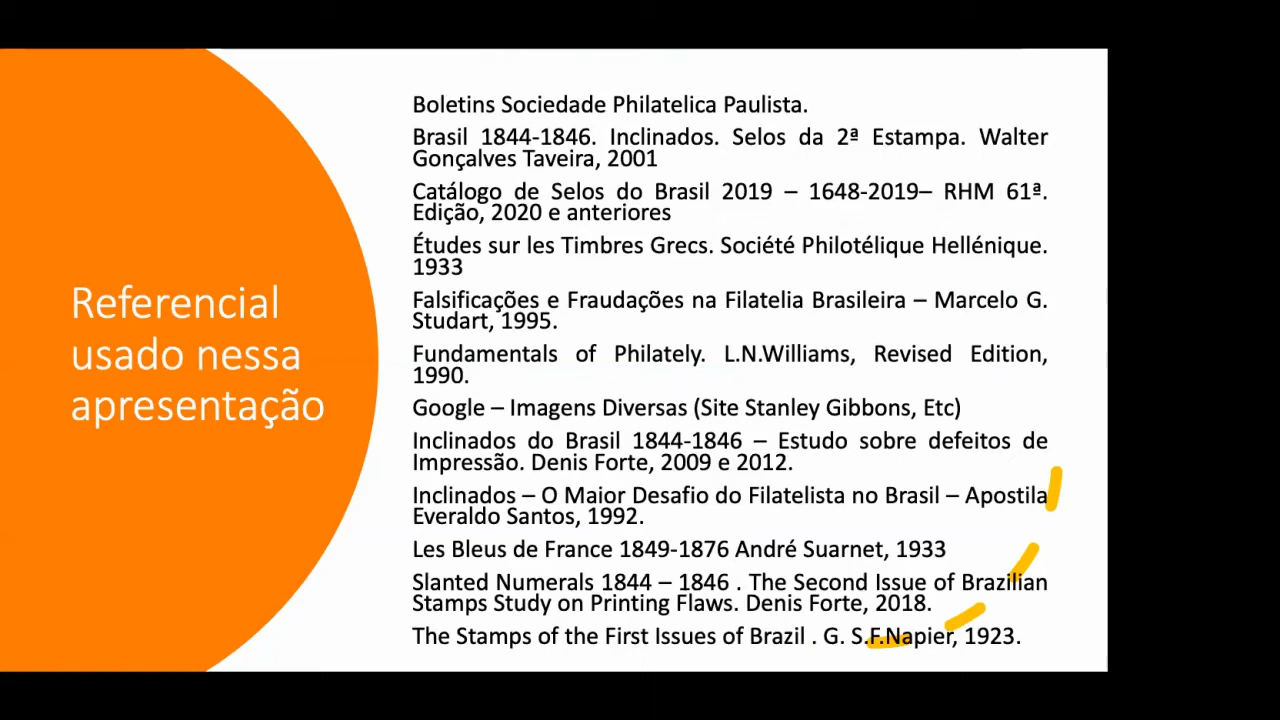 Referencial
usado nessa
apresentação
Boletins Sociedade Philatelica Paulista.
Brasil 1844-1846. Inclinados. Selos da 2ª Estampa. Walter
Gonçalves Taveira, 2001
Catálogo de Selos do Brasil 2019 – 1648-2019– RHM 61ª.
Edição, 2020 e anteriores
Études sur les Timbres Grecs. Société Philotélique Hellénique.
1933
Falsificações e Fraudações na Filatelia Brasileira – Marcelo G.
Studart, 1995.
Fundamentals of Philately. L.N.Williams, Revised Edition,
1990.
Google – Imagens Diversas (Site Stanley Gibbons, Etc)
Inclinados do Brasil 1844-1846 – Estudo sobre defeitos de
Impressão. Denis Forte, 2009 e 2012.
Inclinados – O Maior Desafio do Filatelista no Brasil – Apostila
Everaldo Santos, 1992.
Les Bleus de France 1849-1876 André Suarnet, 1933
Slanted Numerals 1844 – 1846 . The Second Issue of Brazilian
Stamps Study on Printing Flaws. Denis Forte, 2018.
The Stamps of the First Issues of Brazil . G. S.F.Napier, 1923.